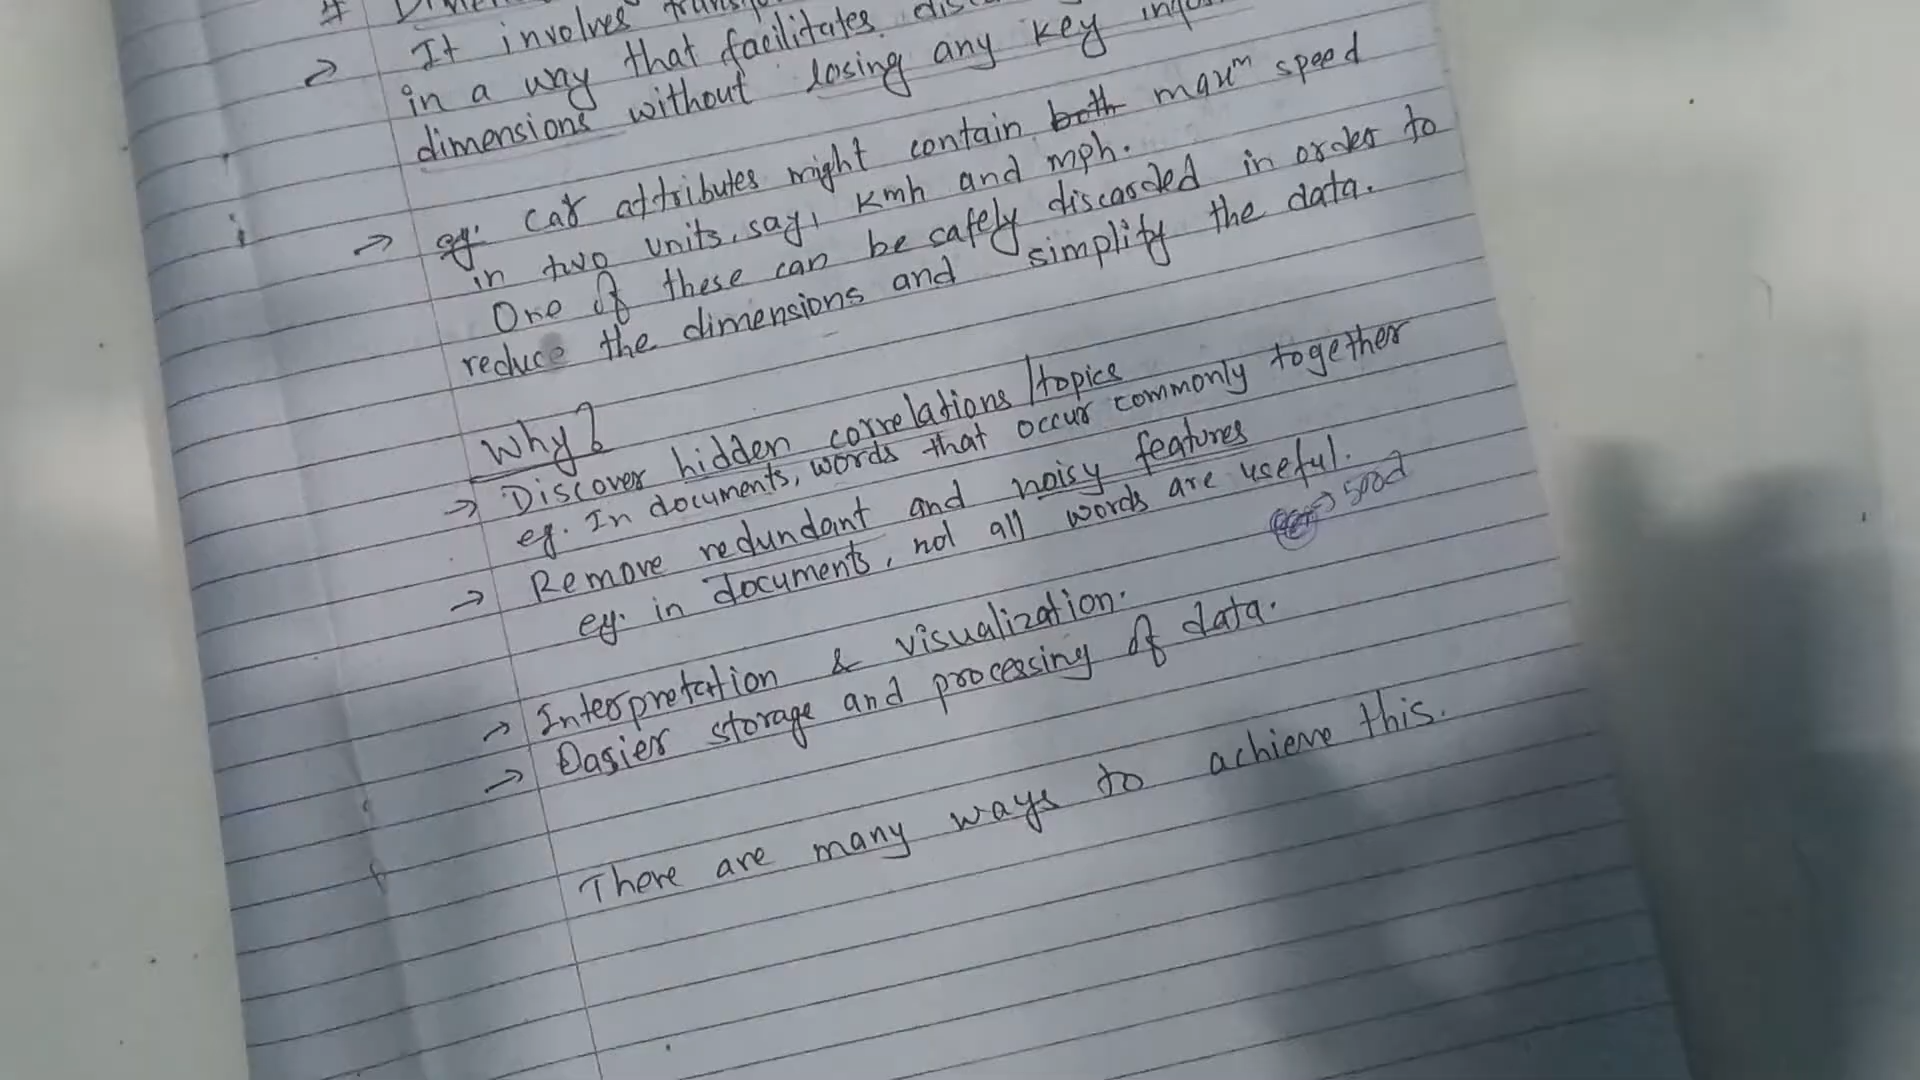 #
→ It involves
in a way that facilitates
dimensions without losing any key
→ eg. car attributes might contain both maxᵐ speed
in two units, say, Kmh and mph.
One of these can be safely discarded in order to
reduce the dimensions and simplify the data.
Why?
→ Discover hidden correlations/topics
eg. In documents, words that occur commonly together
→ Remove redundant and noisy features
eg. in documents, not all words are useful.
→ Interpretation & visualization.
→ Easier storage and processing of data.
There are many ways to achieve this.